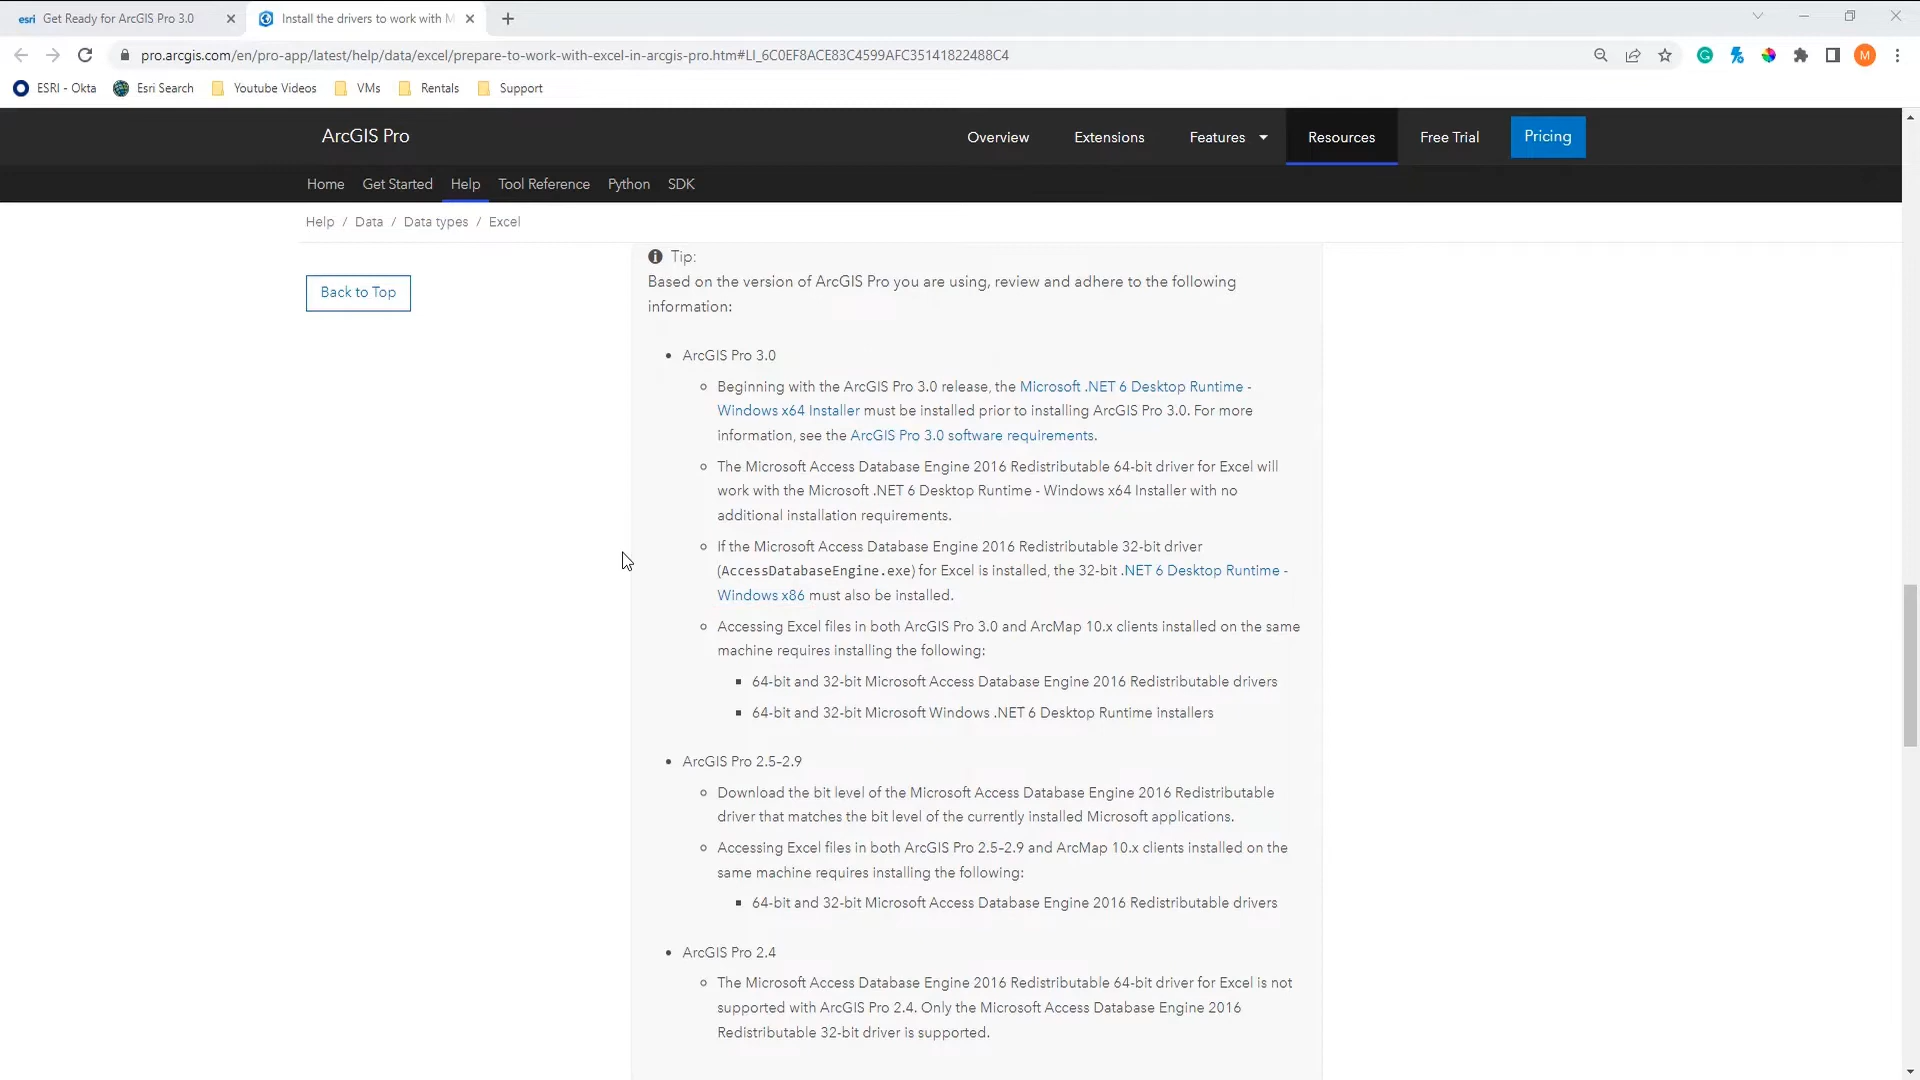 esri Get Ready for ArcGIS Pro 3.0
Install the drivers to work with M
pro.arcgis.com/en/pro-app/latest/help/data/excel/prepare-to-work-with-excel-in-arcgis-pro.htm#LI_6C0EF8ACE83C4599AFC35141822488C4
M
ESRI - Okta Esri Search Youtube Videos VMs Rentals Support
ArcGIS Pro Overview Extensions Features Resources Free Trial Pricing
Home Get Started Help Tool Reference Python SDK
Help / Data / Data types / Excel
Back to Top
Tip:
Based on the version of ArcGIS Pro you are using, review and adhere to the following
information:
• ArcGIS Pro 3.0
Beginning with the ArcGIS Pro 3.0 release, the Microsoft .NET 6 Desktop Runtime -
Windows x64 Installer must be installed prior to installing ArcGIS Pro 3.0. For more
information, see the ArcGIS Pro 3.0 software requirements.
The Microsoft Access Database Engine 2016 Redistributable 64-bit driver for Excel will
work with the Microsoft .NET 6 Desktop Runtime - Windows x64 Installer with no
additional installation requirements.
If the Microsoft Access Database Engine 2016 Redistributable 32-bit driver
(AccessDatabaseEngine.exe) for Excel is installed, the 32-bit .NET 6 Desktop Runtime -
Windows x86 must also be installed.
Accessing Excel files in both ArcGIS Pro 3.0 and ArcMap 10.x clients installed on the same
machine requires installing the following:
64-bit and 32-bit Microsoft Access Database Engine 2016 Redistributable drivers
64-bit and 32-bit Microsoft Windows .NET 6 Desktop Runtime installers
• ArcGIS Pro 2.5–2.9
Download the bit level of the Microsoft Access Database Engine 2016 Redistributable
driver that matches the bit level of the currently installed Microsoft applications.
Accessing Excel files in both ArcGIS Pro 2.5–2.9 and ArcMap 10.x clients installed on the
same machine requires installing the following:
64-bit and 32-bit Microsoft Access Database Engine 2016 Redistributable drivers
• ArcGIS Pro 2.4
The Microsoft Access Database Engine 2016 Redistributable 64-bit driver for Excel is not
supported with ArcGIS Pro 2.4. Only the Microsoft Access Database Engine 2016
Redistributable 32-bit driver is supported.